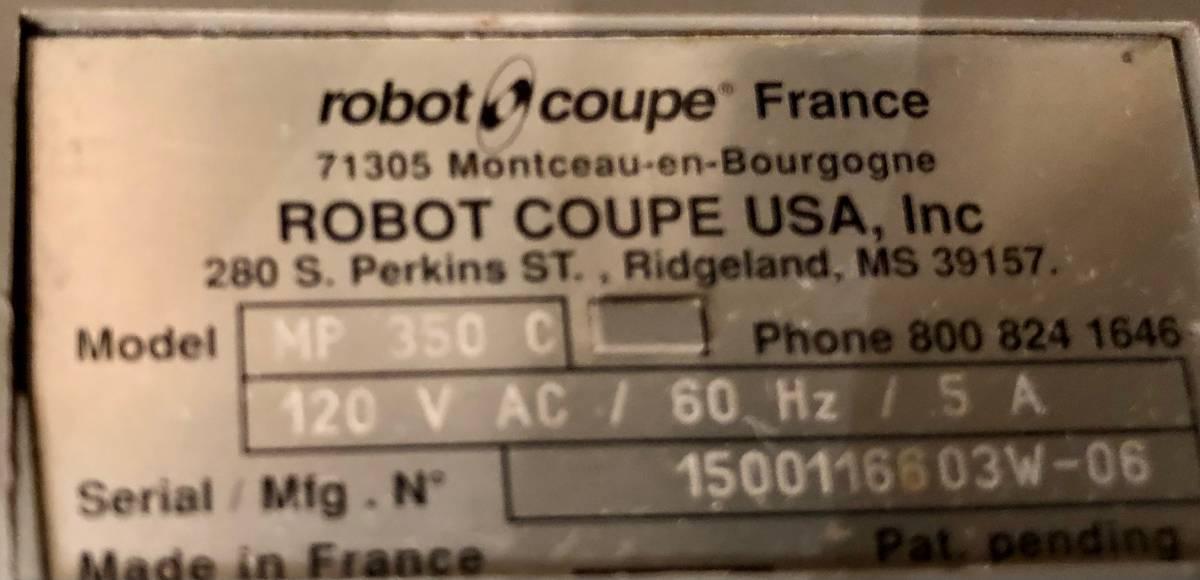 robot coupe® France
71305 Montceau-en-Bourgogne
ROBOT COUPE USA, Inc
280 S. Perkins ST. , Ridgeland, MS 39157.
Model MP 350 C Phone 800 824 1646
120 V AC / 60 Hz / 5 A
Serial / Mfg . N° 1500116603W-06
Made in France Pat. pending